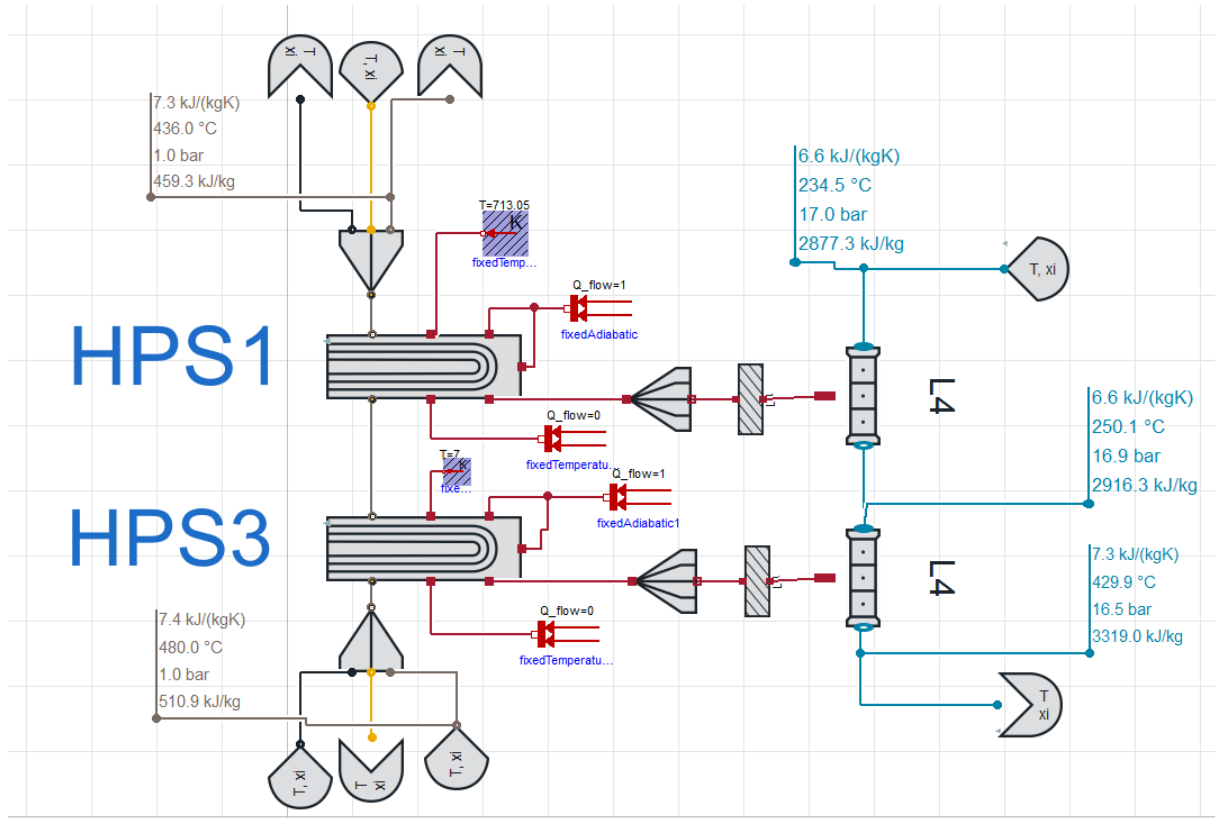 T
xi
T, xi
T
xi
7.3 kJ/(kgK)
436.0 °C
1.0 bar
459.3 kJ/kg
T=713.05
K
fixedTemp...
6.6 kJ/(kgK)
234.5 °C
17.0 bar
2877.3 kJ/kg
T, xi
Q_flow=1
fixedAdiabatic
HPS1
L4
6.6 kJ/(kgK)
250.1 °C
16.9 bar
2916.3 kJ/kg
Q_flow=0
fixedTemperatu...
T=7
K
fixe...
Q_flow=1
fixedAdiabatic1
HPS3
L4
7.3 kJ/(kgK)
429.9 °C
16.5 bar
3319.0 kJ/kg
Q_flow=0
fixedTemperatu...
7.4 kJ/(kgK)
480.0 °C
1.0 bar
510.9 kJ/kg
T
xi
T, xi
T
xi
T, xi